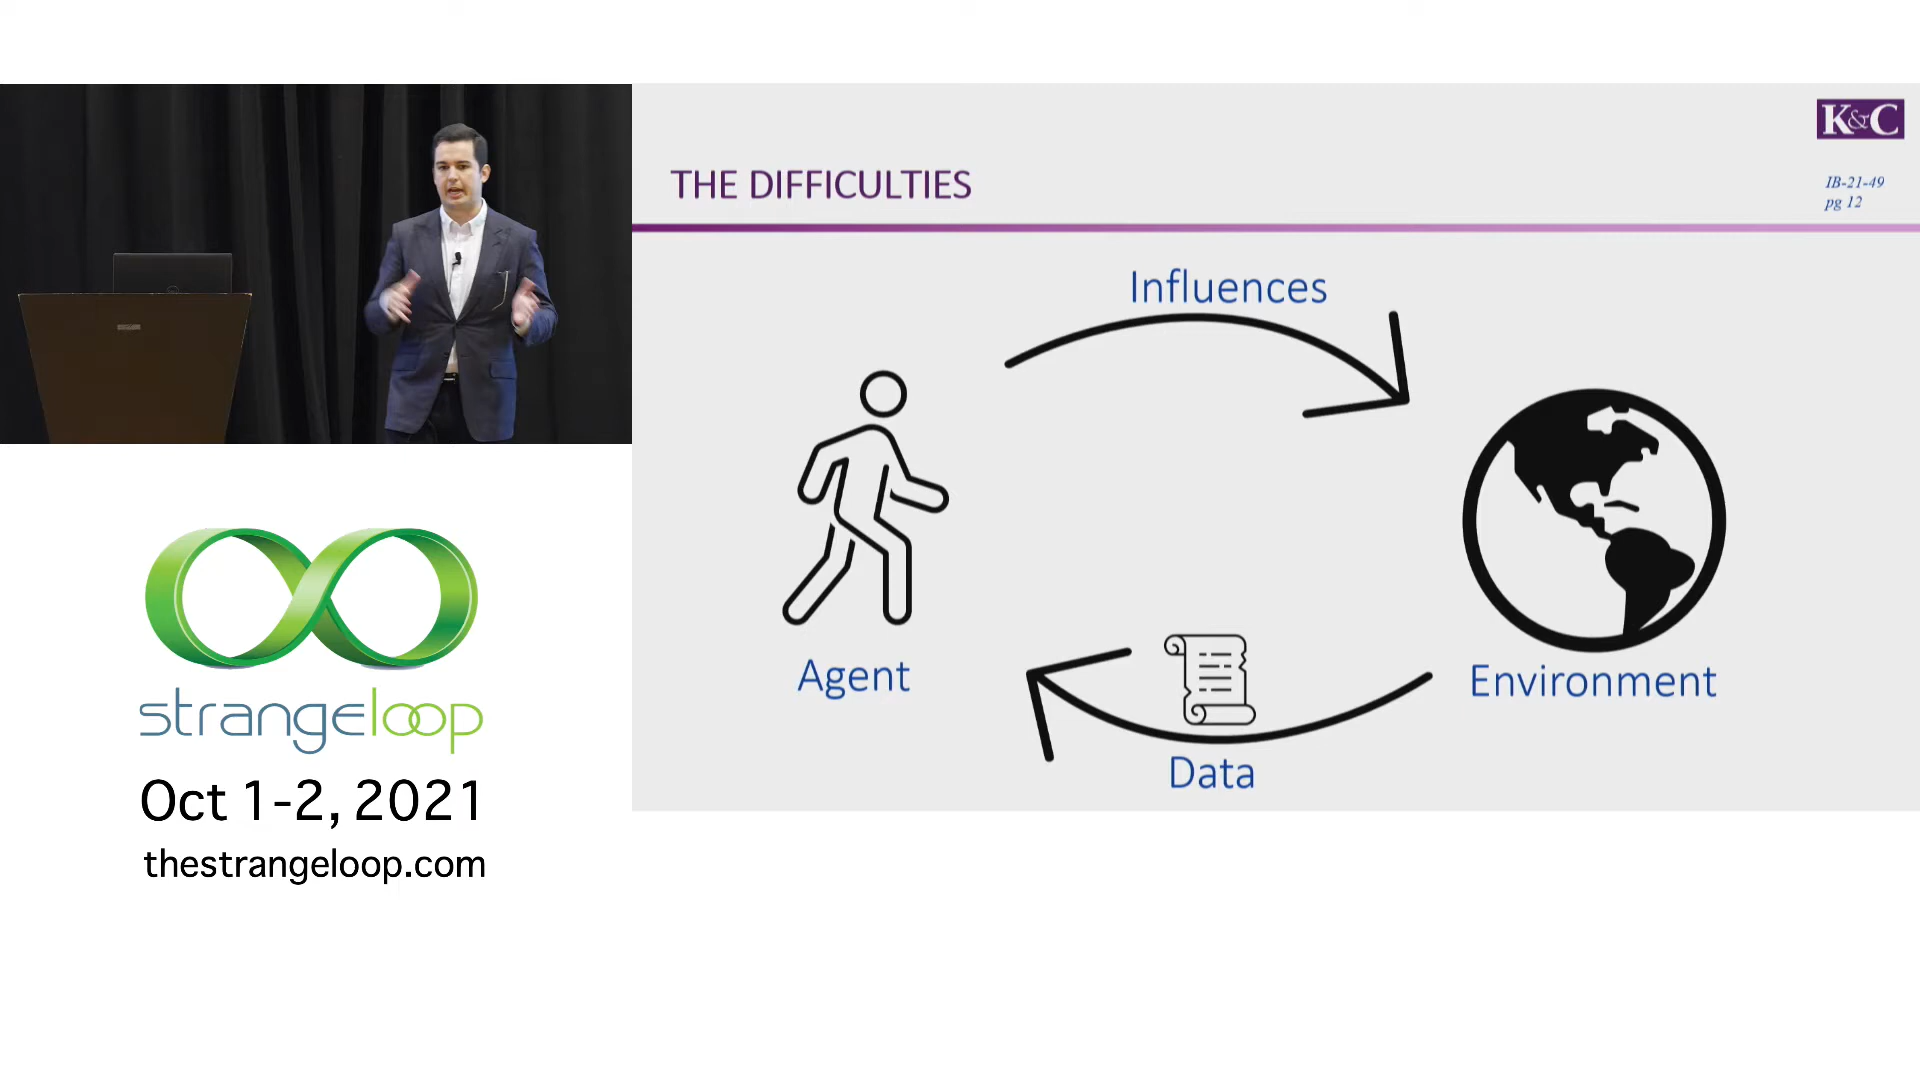 K&C
IB-21-49
pg 12
THE DIFFICULTIES
Influences
Agent
Environment
Data
strangeloop
Oct 1-2, 2021
thestrangeloop.com